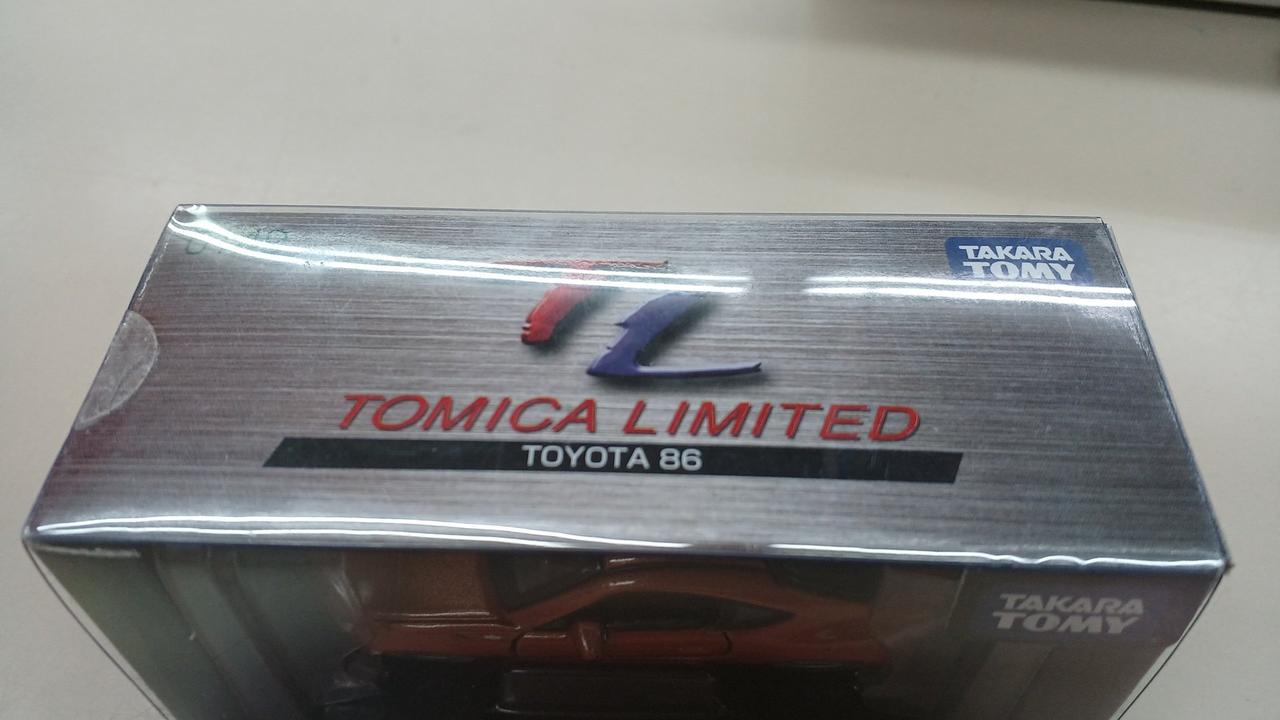 TAKARA
TOMY
TL
TOMICA LIMITED
TOYOTA 86
TAKARA
TOMY